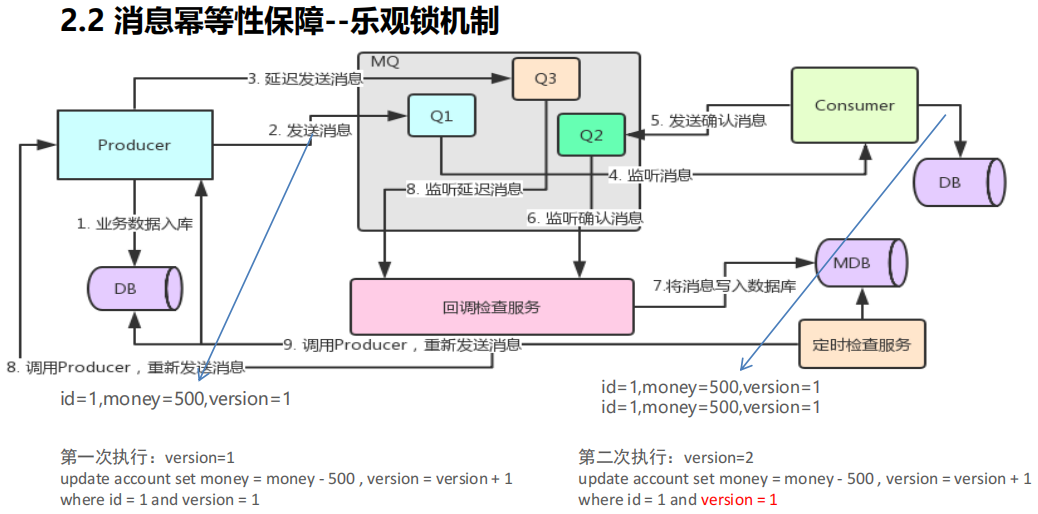 2.2 消息幂等性保障--乐观锁机制
MQ
3. 延迟发送消息
Q3
Q1
2. 发送消息
Q2
5. 发送确认消息
Consumer
Producer
4. 监听消息
8. 监听延迟消息
DB
1. 业务数据入库
6. 监听确认消息
DB
MDB
7.将消息写入数据库
回调检查服务
9. 调用Producer，重新发送消息
定时检查服务
8. 调用Producer，重新发送消息
id=1,money=500,version=1
id=1,money=500,version=1
id=1,money=500,version=1
第一次执行：version=1
update account set money = money - 500 , version = version + 1
where id = 1 and version = 1
第二次执行：version=2
update account set money = money - 500 , version = version + 1
where id = 1 and version = 1